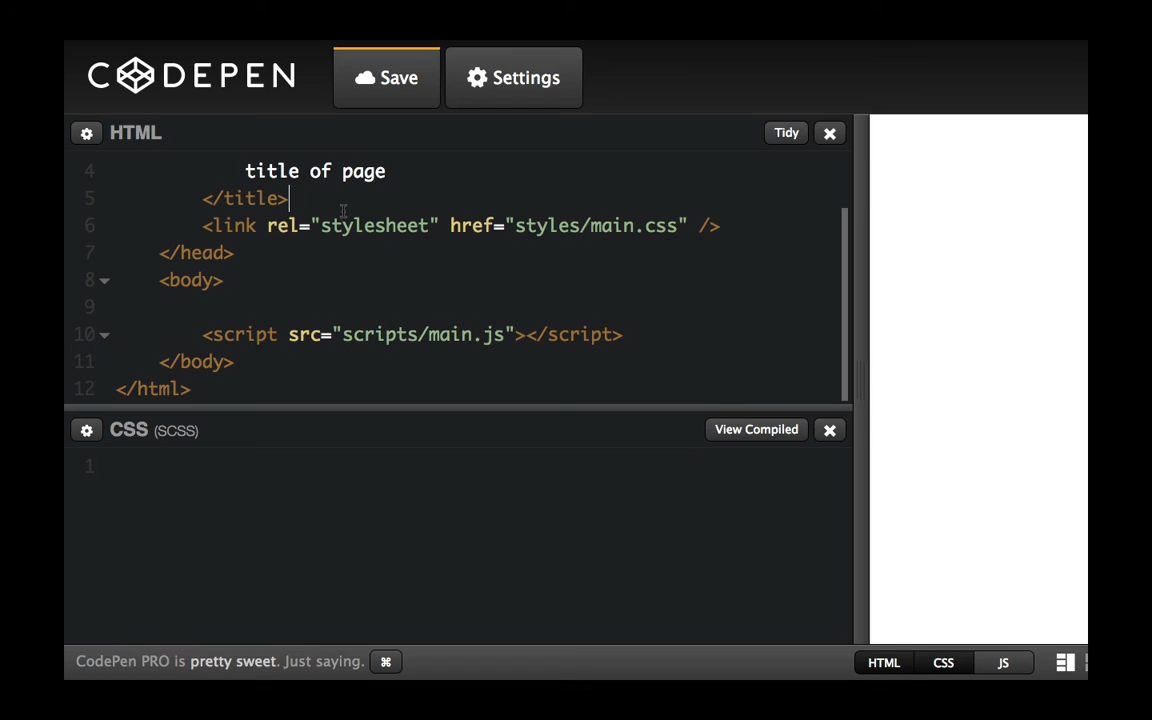 CODEPEN
Save
Settings
HTML
Tidy
4 title of page
5 </title>
6 <link rel="stylesheet" href="styles/main.css" />
7 </head>
8 <body>
9
10 <script src="scripts/main.js"></script>
11 </body>
12 </html>
CSS (SCSS)
View Compiled
1
CodePen PRO is pretty sweet. Just saying. ⌘
HTML CSS JS